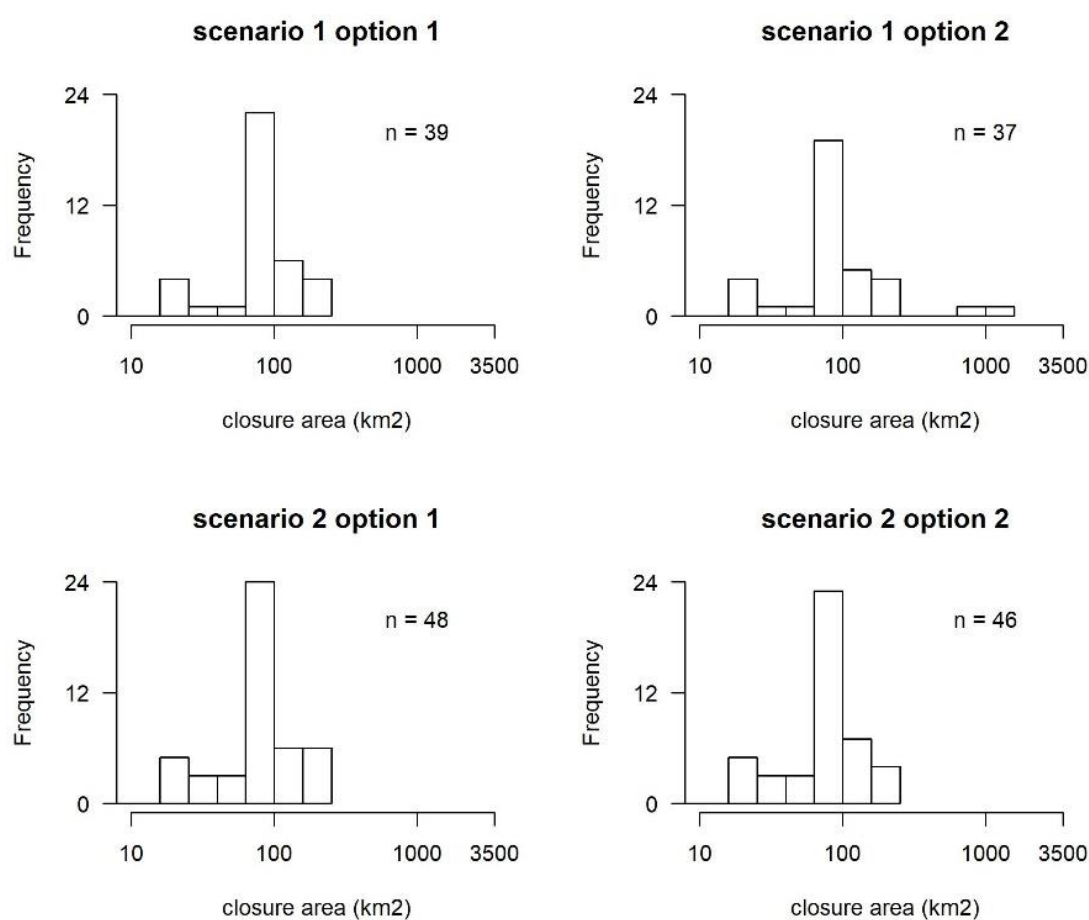 scenario 1 option 1
24
12
0
Frequency
n = 39
10 100 1000 3500
closure area (km2)
scenario 1 option 2
24
12
0
Frequency
n = 37
10 100 1000 3500
closure area (km2)
scenario 2 option 1
24
12
0
Frequency
n = 48
10 100 1000 3500
closure area (km2)
scenario 2 option 2
24
12
0
Frequency
n = 46
10 100 1000 3500
closure area (km2)